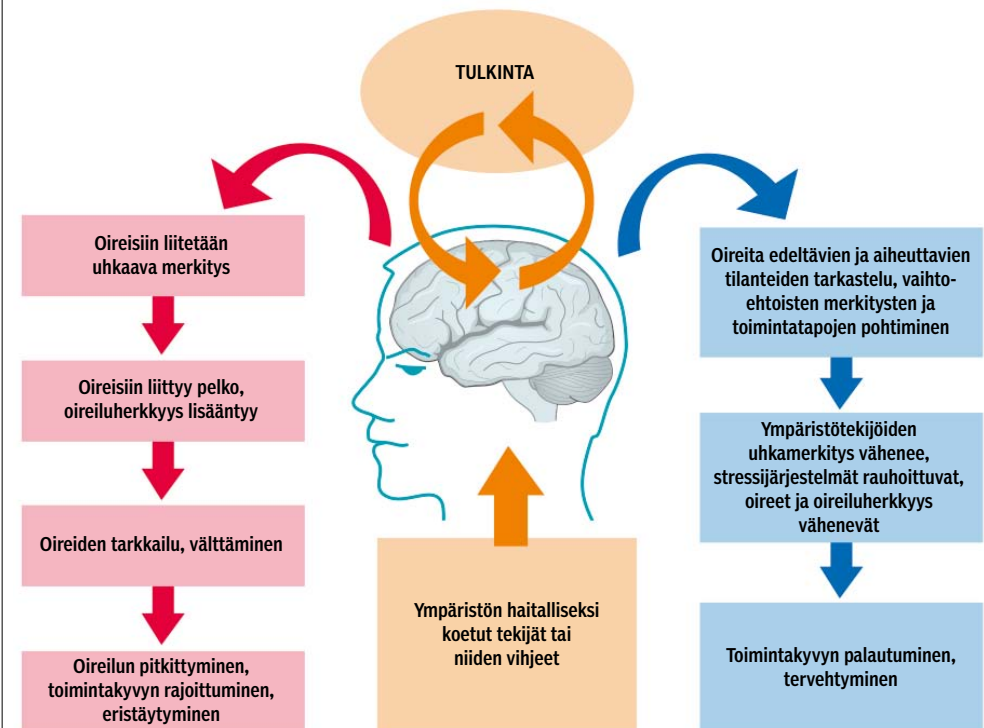 TULKINTA
Oireisiin liitetään
uhkaava merkitys
Oireisiin liittyy pelko,
oireiluherkkyys lisääntyy
Oireiden tarkkailu, välttäminen
Oireilun pitkittyminen,
toimintakyvyn rajoittuminen,
eristäytyminen
Ympäristön haitalliseksi
koetut tekijät tai
niiden vihjeet
Oireita edeltävien ja aiheuttavien
tilanteiden tarkastelu, vaihto-
ehtoisten merkitysten ja
toimintatapojen pohtiminen
Ympäristötekijöiden
uhkamerkitys vähenee,
stressijärjestelmät rauhoittuvat,
oireet ja oireiluherkkyys
vähenevät
Toimintakyvyn palautuminen,
tervehtyminen